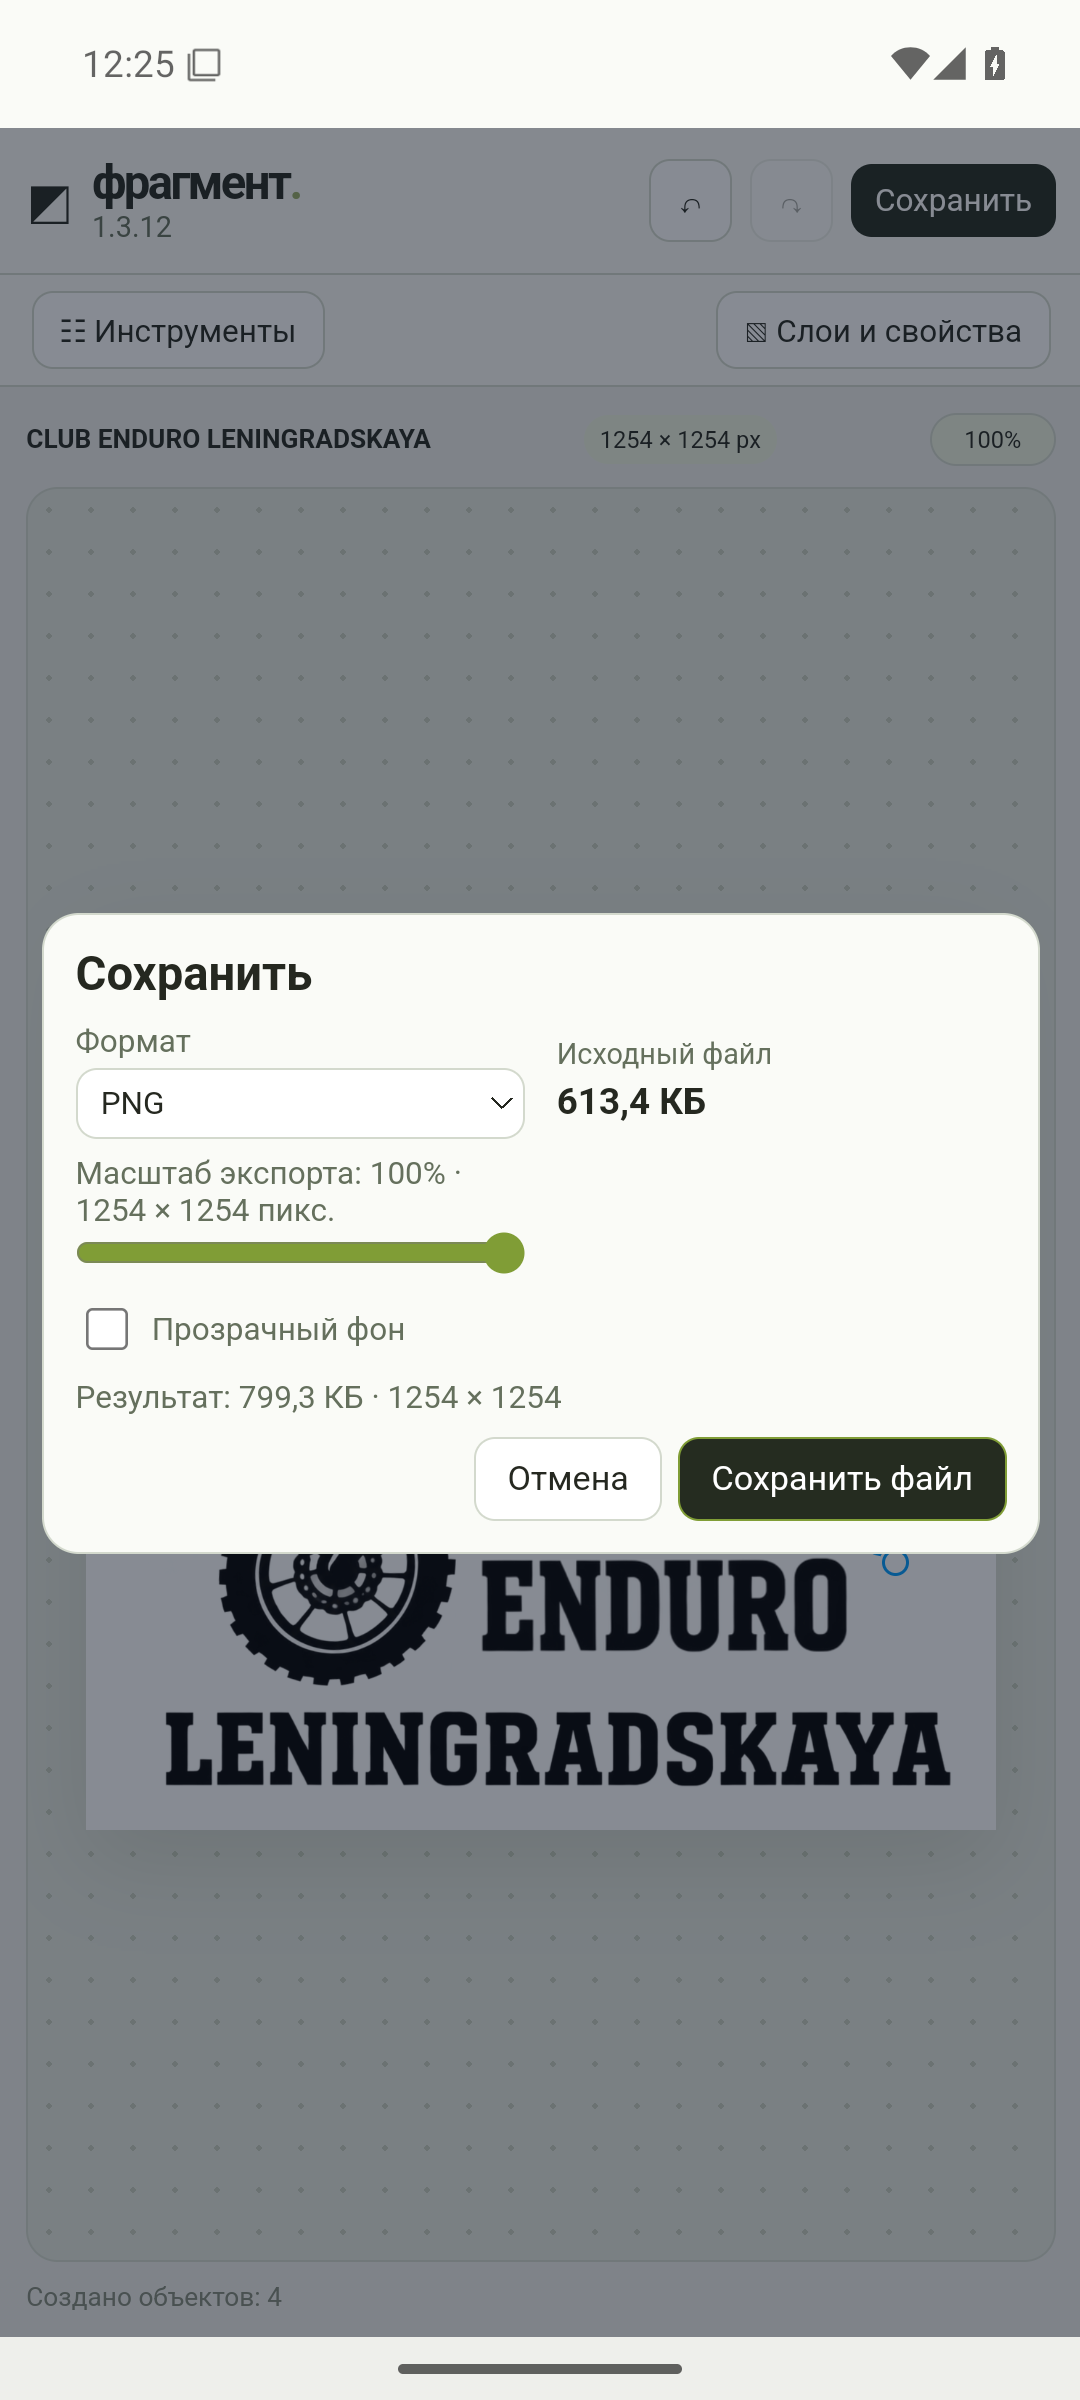 12:25
фрагмент.
1.3.12
Сохранить
Инструменты
Слои и свойства
CLUB ENDURO LENINGRADSKAYA
1254 × 1254 px
100%
Сохранить
Формат
PNG
Исходный файл
613,4 КБ
Масштаб экспорта: 100% ·
1254 × 1254 пикс.
Прозрачный фон
Результат: 799,3 КБ · 1254 × 1254
Отмена
Сохранить файл
ENDURO
LENINGRADSKAYA
Создано объектов: 4